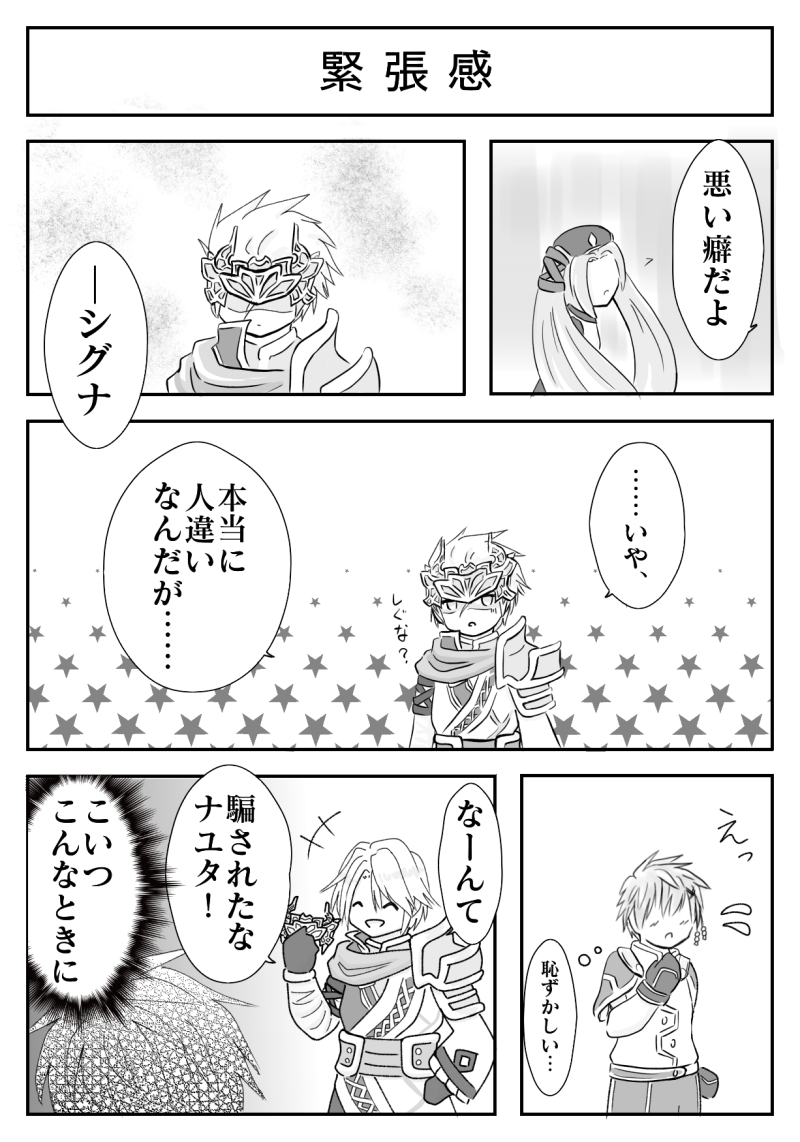 緊張感
悪い癖だよ
―シグナ
……いや、
しぐな？
本当に
人違い
なんだが……
えっ
恥ずかしい…
なーんて
騙されたな
ナユタ！
こいつ
こんなときに